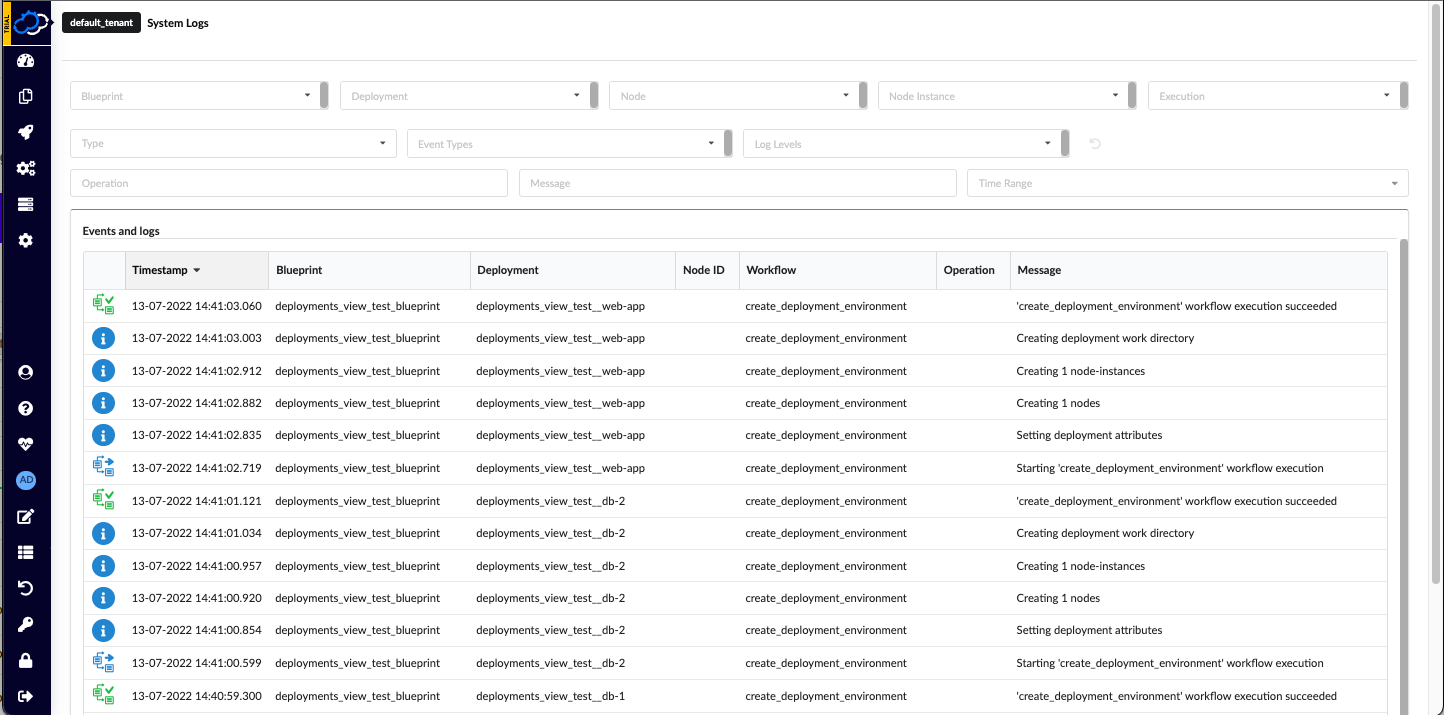 TRIAL
default_tenant System Logs
Blueprint Deployment Node Node Instance Execution
Type Event Types Log Levels
Operation Message Time Range
Events and logs
Timestamp Blueprint Deployment Node ID Workflow Operation Message
13-07-2022 14:41:03.060 deployments_view_test_blueprint deployments_view_test__web-app create_deployment_environment 'create_deployment_environment' workflow execution succeeded
13-07-2022 14:41:03.003 deployments_view_test_blueprint deployments_view_test__web-app create_deployment_environment Creating deployment work directory
13-07-2022 14:41:02.912 deployments_view_test_blueprint deployments_view_test__web-app create_deployment_environment Creating 1 node-instances
13-07-2022 14:41:02.882 deployments_view_test_blueprint deployments_view_test__web-app create_deployment_environment Creating 1 nodes
13-07-2022 14:41:02.835 deployments_view_test_blueprint deployments_view_test__web-app create_deployment_environment Setting deployment attributes
13-07-2022 14:41:02.719 deployments_view_test_blueprint deployments_view_test__web-app create_deployment_environment Starting 'create_deployment_environment' workflow execution
13-07-2022 14:41:01.121 deployments_view_test_blueprint deployments_view_test__db-2 create_deployment_environment 'create_deployment_environment' workflow execution succeeded
13-07-2022 14:41:01.034 deployments_view_test_blueprint deployments_view_test__db-2 create_deployment_environment Creating deployment work directory
13-07-2022 14:41:00.957 deployments_view_test_blueprint deployments_view_test__db-2 create_deployment_environment Creating 1 node-instances
13-07-2022 14:41:00.920 deployments_view_test_blueprint deployments_view_test__db-2 create_deployment_environment Creating 1 nodes
13-07-2022 14:41:00.854 deployments_view_test_blueprint deployments_view_test__db-2 create_deployment_environment Setting deployment attributes
13-07-2022 14:41:00.599 deployments_view_test_blueprint deployments_view_test__db-2 create_deployment_environment Starting 'create_deployment_environment' workflow execution
13-07-2022 14:40:59.300 deployments_view_test_blueprint deployments_view_test__db-1 create_deployment_environment 'create_deployment_environment' workflow execution succeeded
AD